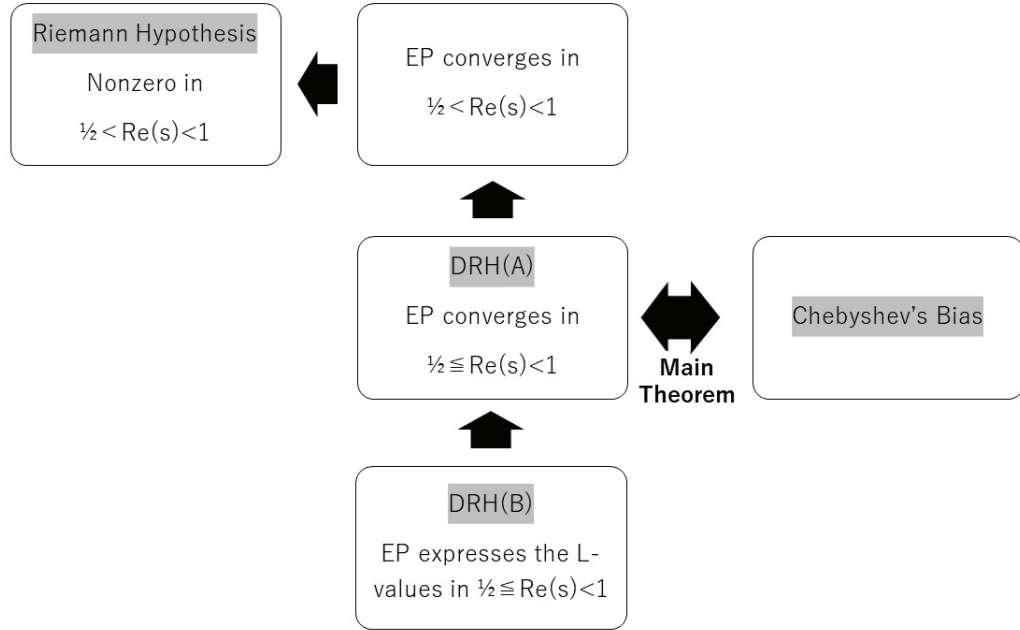 Riemann Hypothesis
Nonzero in
½<Re(s)<1
EP converges in
½<Re(s)<1
DRH(A)
EP converges in
½≦Re(s)<1
Main
Theorem
Chebyshev's Bias
DRH(B)
EP expresses the L-
values in ½≦Re(s)<1